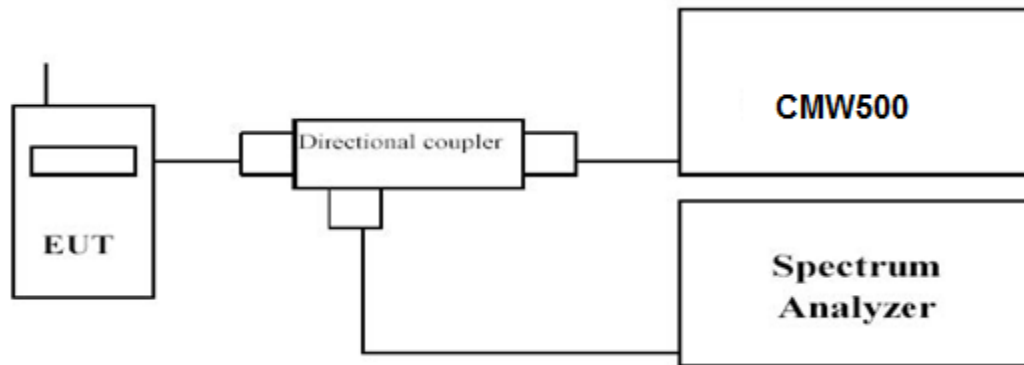 Directional coupler
CMW500
EUT
Spectrum
Analyzer